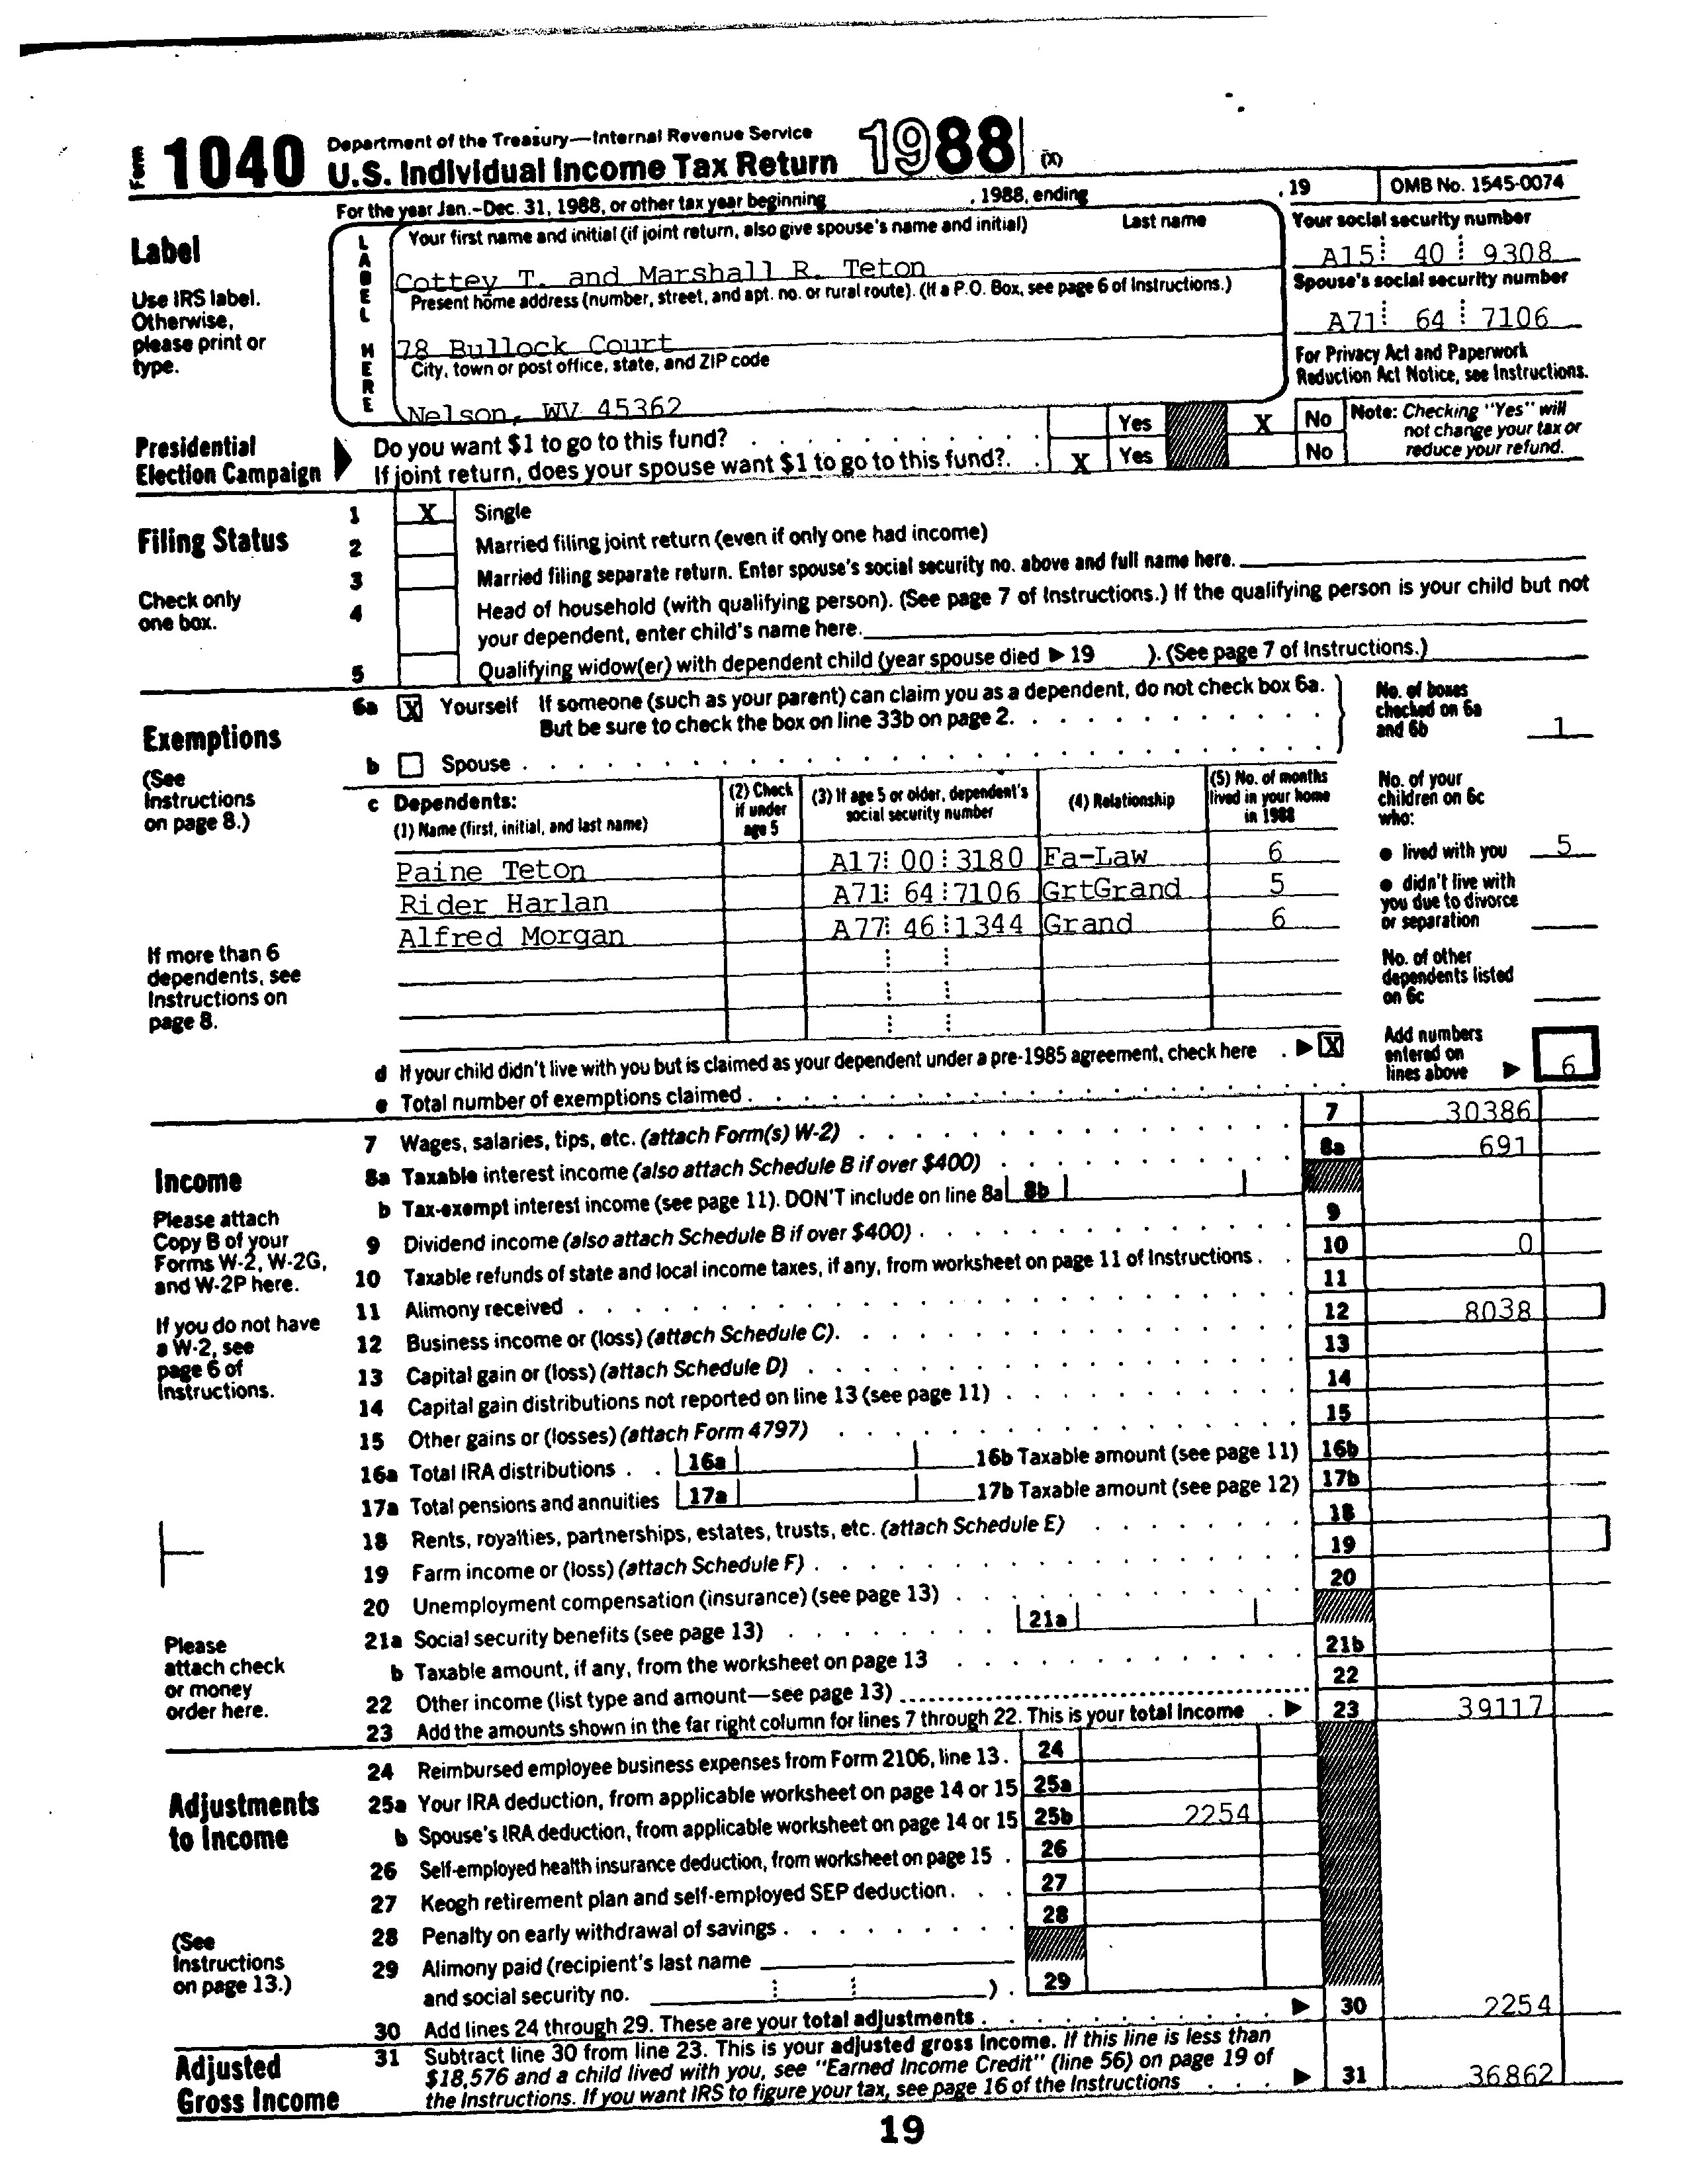 Form 1040 Department of the Treasury—Internal Revenue Service
U.S. Individual Income Tax Return 1988 (X)
For the year Jan.–Dec. 31, 1988, or other tax year beginning , 1988, ending , 19 OMB No. 1545-0074
Label
Use IRS label. Otherwise, please print or type.
LABEL HERE
Your first name and initial (if joint return, also give spouse's name and initial) Last name
Cottey T. and Marshall R. Teton
Present home address (number, street, and apt. no. or rural route). (If a P.O. Box, see page 6 of Instructions.)
78 Bullock Court
City, town or post office, state, and ZIP code
Nelson, WV 45362
Your social security number
A15 40 9308
Spouse's social security number
A71 64 7106
For Privacy Act and Paperwork Reduction Act Notice, see Instructions.
Presidential Election Campaign
Do you want $1 to go to this fund? Yes X No
If joint return, does your spouse want $1 to go to this fund? X Yes No
Note: Checking "Yes" will not change your tax or reduce your refund.
Filing Status
Check only one box.
1 X Single
2 Married filing joint return (even if only one had income)
3 Married filing separate return. Enter spouse's social security no. above and full name here.
4 Head of household (with qualifying person). (See page 7 of Instructions.) If the qualifying person is your child but not
your dependent, enter child's name here.
5 Qualifying widow(er) with dependent child (year spouse died ▶ 19 ). (See page 7 of Instructions.)
Exemptions
(See Instructions on page 8.)
6a X Yourself If someone (such as your parent) can claim you as a dependent, do not check box 6a.
But be sure to check the box on line 33b on page 2.
b Spouse
No. of boxes checked on 6a and 6b 1
c Dependents:
(1) Name (first, initial, and last name) (2) Check if under age 5 (3) If age 5 or older, dependent's social security number (4) Relationship (5) No. of months lived in your home in 1988
Paine Teton A17 00 3180 Fa-Law 6
Rider Harlan A71 64 7106 GrtGrand 5
Alfred Morgan A77 46 1344 Grand 6
If more than 6 dependents, see Instructions on page 8.
No. of your children on 6c who:
● lived with you 5
● didn't live with you due to divorce or separation
No. of other dependents listed on 6c
d If your child didn't live with you but is claimed as your dependent under a pre-1985 agreement, check here . ▶ X
e Total number of exemptions claimed
Add numbers entered on lines above ▶ 6
Income
Please attach Copy B of your Forms W-2, W-2G, and W-2P here.
If you do not have a W-2, see page 6 of Instructions.
7 Wages, salaries, tips, etc. (attach Form(s) W-2) 7 30386
8a Taxable interest income (also attach Schedule B if over $400) 8a 691
b Tax-exempt interest income (see page 11). DON'T include on line 8a 8b
9 Dividend income (also attach Schedule B if over $400) 9
10 Taxable refunds of state and local income taxes, if any, from worksheet on page 11 of Instructions 10 0
11 Alimony received 11
12 Business income or (loss) (attach Schedule C) 12 8038
13 Capital gain or (loss) (attach Schedule D) 13
14 Capital gain distributions not reported on line 13 (see page 11) 14
15 Other gains or (losses) (attach Form 4797) 15
16a Total IRA distributions 16a 16b Taxable amount (see page 11) 16b
17a Total pensions and annuities 17a 17b Taxable amount (see page 12) 17b
18 Rents, royalties, partnerships, estates, trusts, etc. (attach Schedule E) 18
19 Farm income or (loss) (attach Schedule F) 19
20 Unemployment compensation (insurance) (see page 13) 20
21a Social security benefits (see page 13) 21a
b Taxable amount, if any, from the worksheet on page 13 21b
22 Other income (list type and amount—see page 13) 22
23 Add the amounts shown in the far right column for lines 7 through 22. This is your total income ▶ 23 39117
Please attach check or money order here.
Adjustments to Income
(See Instructions on page 13.)
24 Reimbursed employee business expenses from Form 2106, line 13 24
25a Your IRA deduction, from applicable worksheet on page 14 or 15 25a
b Spouse's IRA deduction, from applicable worksheet on page 14 or 15 25b 2254
26 Self-employed health insurance deduction, from worksheet on page 15 26
27 Keogh retirement plan and self-employed SEP deduction 27
28 Penalty on early withdrawal of savings 28
29 Alimony paid (recipient's last name
and social security no. ) 29
30 Add lines 24 through 29. These are your total adjustments ▶ 30 2254
Adjusted Gross Income
31 Subtract line 30 from line 23. This is your adjusted gross income. If this line is less than
$18,576 and a child lived with you, see "Earned Income Credit" (line 56) on page 19 of
the Instructions. If you want IRS to figure your tax, see page 16 of the Instructions ▶ 31 36862
19